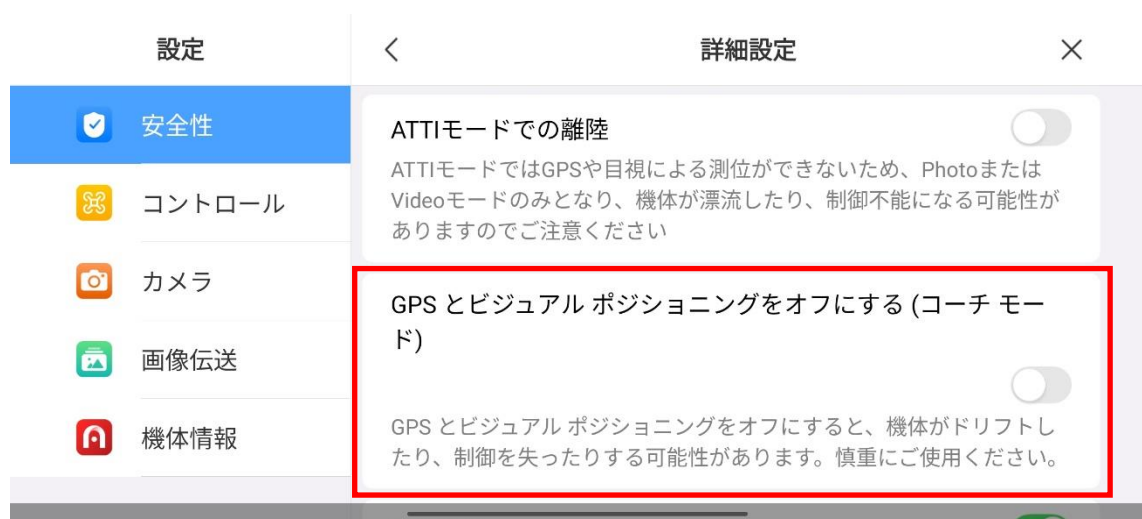 設定
詳細設定
安全性
コントロール
カメラ
画像伝送
機体情報
ATTIモードでの離陸
ATTIモードではGPSや目視による測位ができないため、Photoまたは
Videoモードのみとなり、機体が漂流したり、制御不能になる可能性が
ありますのでご注意ください
GPS とビジュアル ポジショニングをオフにする (コーチ モー
ド)
GPS とビジュアル ポジショニングをオフにすると、機体がドリフトし
たり、制御を失ったりする可能性があります。慎重にご使用ください。